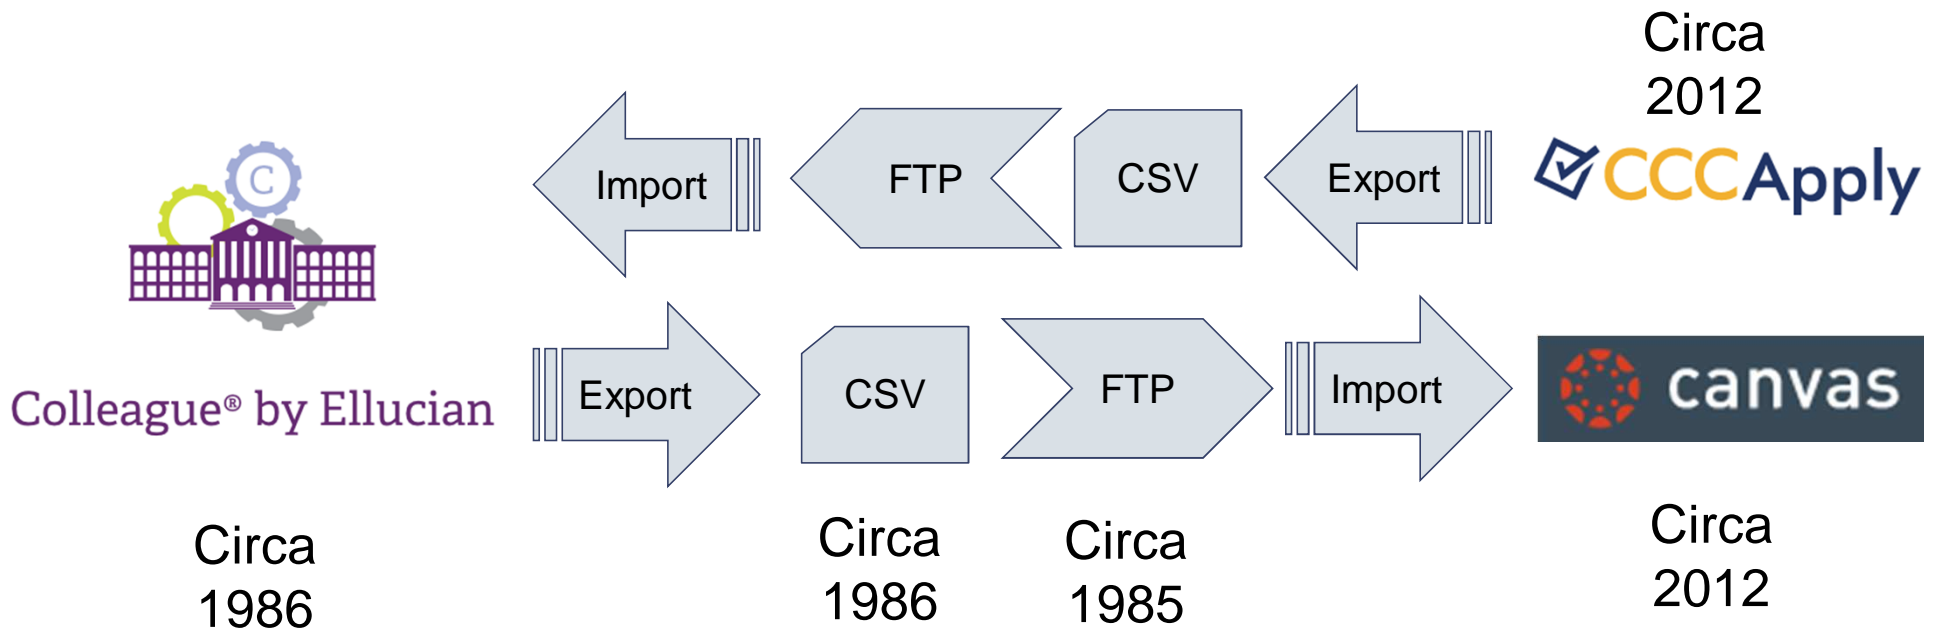 Circa
2012
Import
FTP
CSV
Export
CCCApply
C
Colleague® by Ellucian
Export
CSV
FTP
Import
canvas
Circa
1986
Circa
1986
Circa
1985
Circa
2012